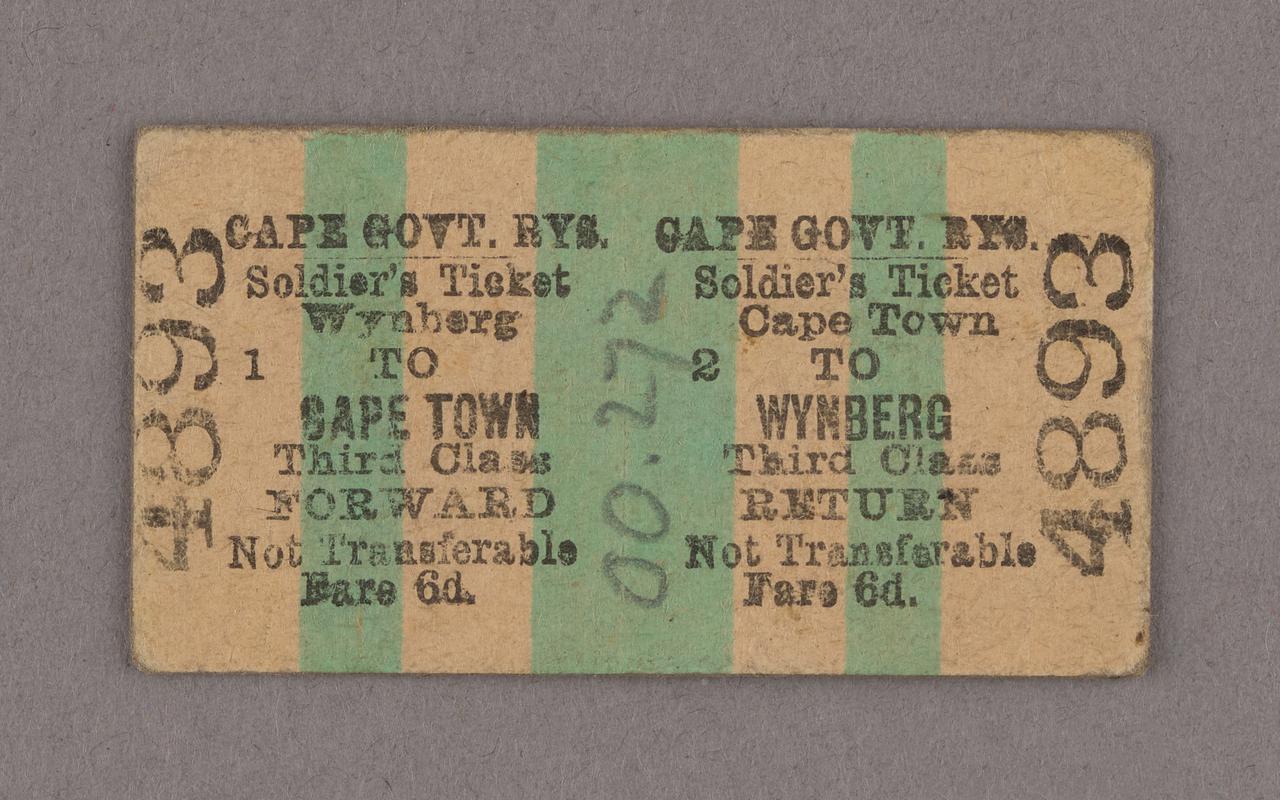 4893
CAPE GOVT. RYS.
Soldier's Ticket
Wynberg
1 TO
CAPE TOWN
Third Class
FORWARD
Not Transferable
Fare 6d.
00.272
CAPE GOVT. RYS.
Soldier's Ticket
Cape Town
2 TO
WYNBERG
Third Class
RETURN
Not Transferable
Fare 6d.
4893